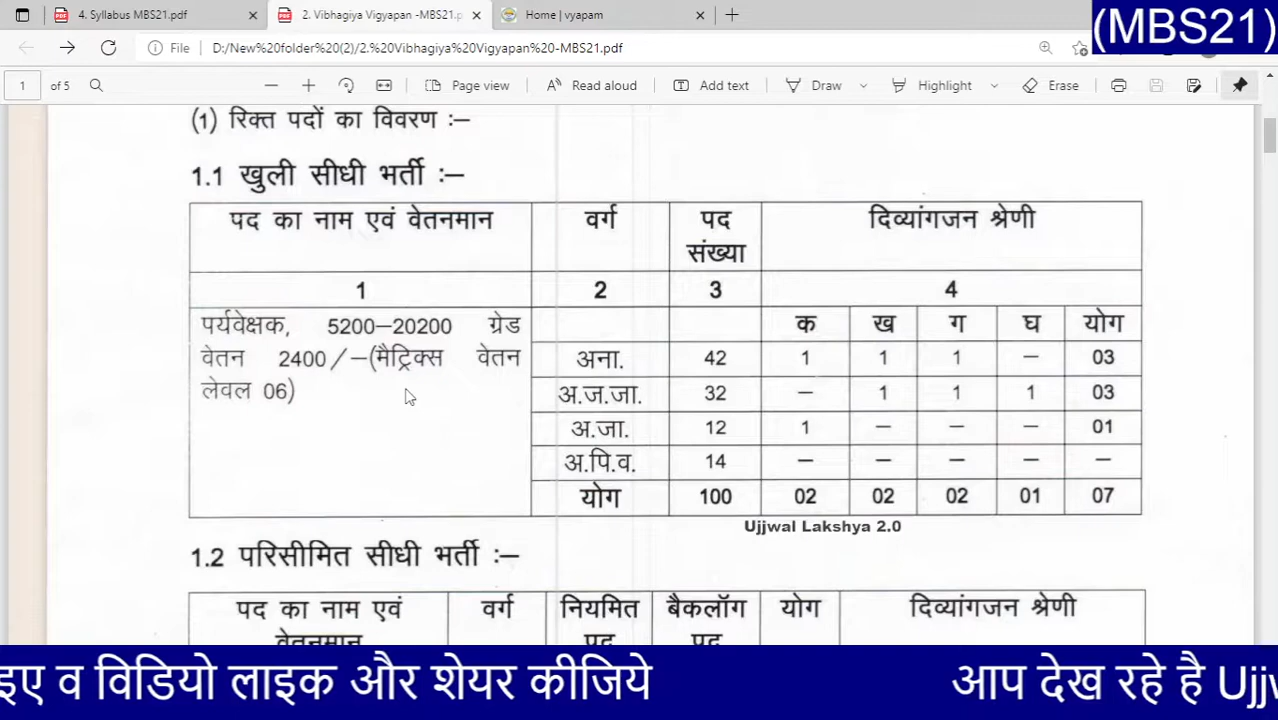 4. Syllabus MBS21.pdf
2. Vibhagiya Vigyapan -MBS21.p
Home | vyapam
(MBS21)
File
D:/New%20folder%20(2)/2.%20Vibhagiya%20Vigyapan%20-MBS21.pdf
1 of 5
Page view
Read aloud
Add text
Draw
Highlight
Erase
(1) रिक्त पदों का विवरण :–
1.1 खुली सीधी भर्ती :–
पद का नाम एवं वेतनमान वर्ग पद संख्या दिव्यांगजन श्रेणी
1 2 3 4
पर्यवेक्षक, 5200–20200 ग्रेड
वेतन 2400/–(मैट्रिक्स वेतन
लेवल 06)
क ख ग घ योग
अना. 42 1 1 1 – 03
अ.ज.जा. 32 – 1 1 1 03
अ.जा. 12 1 – – – 01
अ.पि.व. 14 – – – – –
योग 100 02 02 02 01 07
Ujjwal Lakshya 2.0
1.2 परिसीमित सीधी भर्ती :–
पद का नाम एवं वर्ग नियमित बैकलॉग योग दिव्यांगजन श्रेणी
वेतनमान पद पद
इए व विडियो लाइक और शेयर कीजिये
आप देख रहे है Ujjw